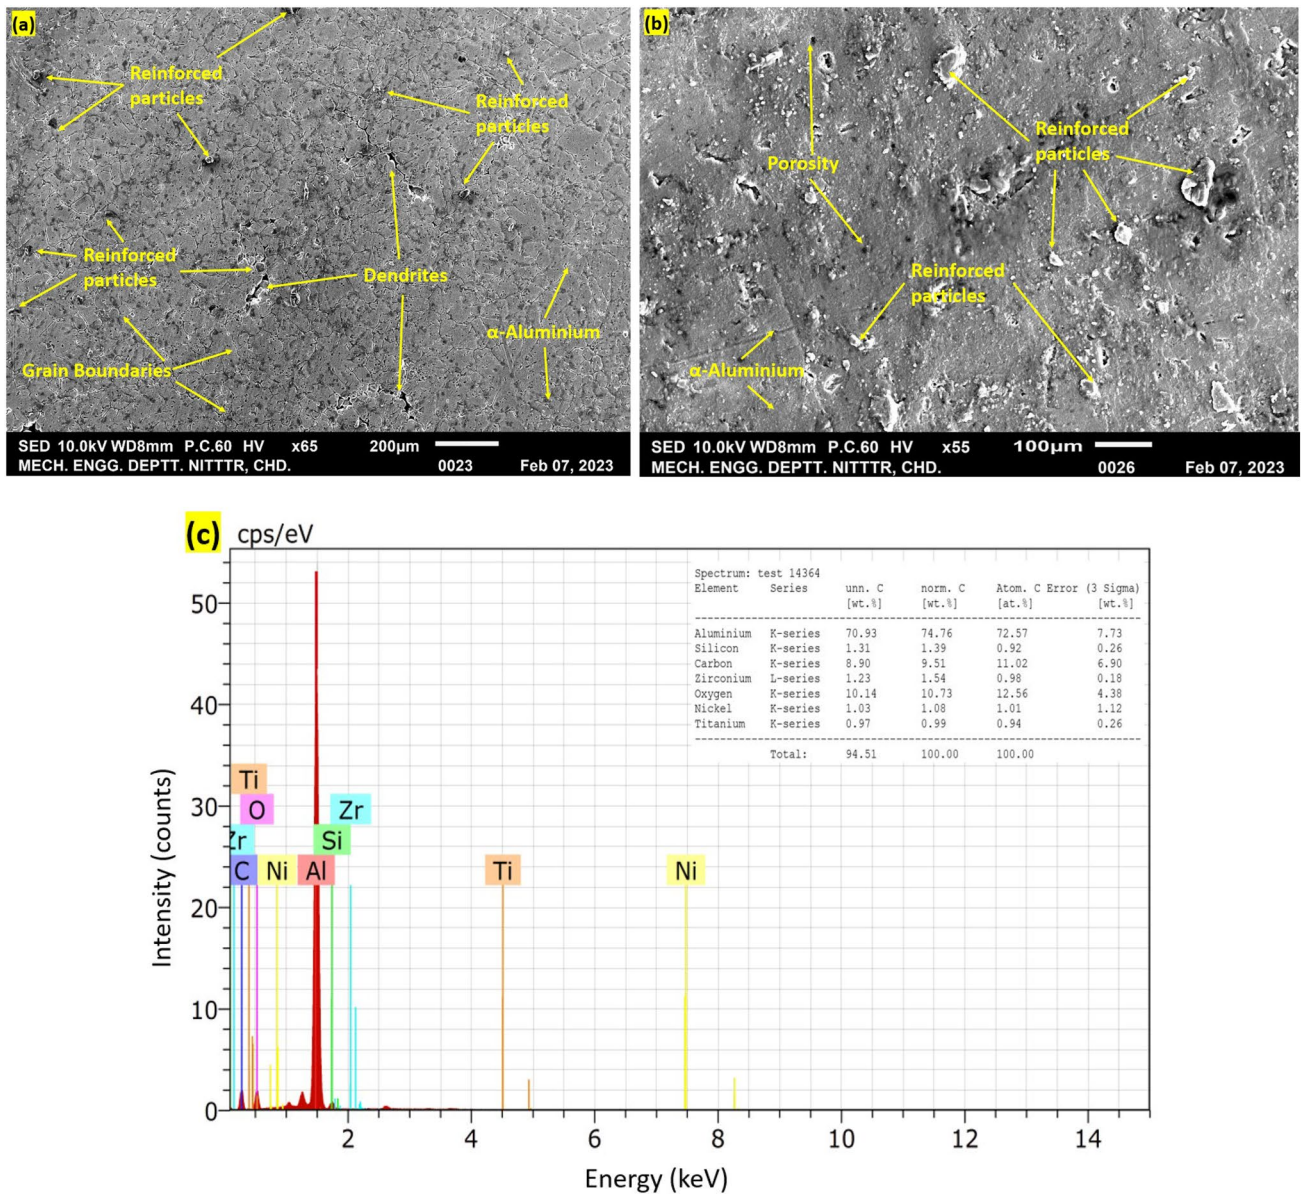 (a)
Reinforced
particles
Reinforced
particles
Reinforced
particles
Dendrites
α-Aluminium
Grain Boundaries
SED 10.0kV WD8mm P.C.60 HV x65 200µm
MECH. ENGG. DEPTT. NITTTR, CHD. 0023 Feb 07, 2023
(b)
Porosity
Reinforced
particles
Reinforced
particles
α-Aluminium
SED 10.0kV WD8mm P.C.60 HV x55 100µm
MECH. ENGG. DEPTT. NITTTR, CHD. 0026 Feb 07, 2023
(c) cps/eV
Spectrum: test 14364
Element Series unn. C norm. C Atom. C Error (3 Sigma)
[wt.%] [wt.%] [at.%] [wt.%]
Aluminium K-series 70.93 74.76 72.57 7.73
Silicon K-series 1.31 1.39 0.92 0.26
Carbon K-series 8.90 9.51 11.02 6.90
Zirconium L-series 1.23 1.54 0.98 0.18
Oxygen K-series 10.14 10.73 12.56 4.38
Nickel K-series 1.03 1.08 1.01 1.12
Titanium K-series 0.97 0.99 0.94 0.26
Total: 94.51 100.00 100.00
50
40
30
20
10
0
Ti
O Zr
Zr Si
C Ni Al Ti Ni
2 4 6 8 10 12 14
Intensity (counts)
Energy (keV)